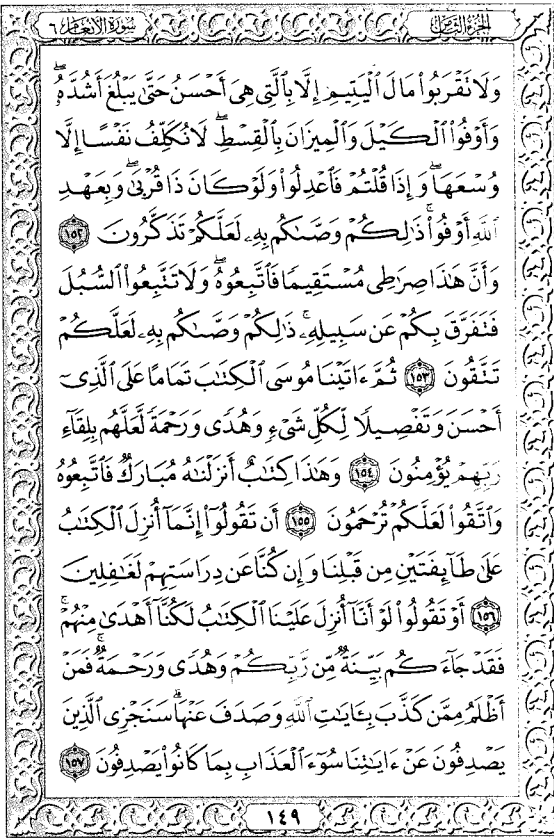 سورة الأنعام ٦
الجزء الثامن
وَلَا تَقۡرَبُواْ مَالَ ٱلۡيَتِيمِ إِلَّا بِٱلَّتِي هِيَ أَحۡسَنُ حَتَّىٰ يَبۡلُغَ أَشُدَّهُۥۖ
وَأَوۡفُواْ ٱلۡكَيۡلَ وَٱلۡمِيزَانَ بِٱلۡقِسۡطِۖ لَا نُكَلِّفُ نَفۡسًا إِلَّا
وُسۡعَهَاۖ وَإِذَا قُلۡتُمۡ فَٱعۡدِلُواْ وَلَوۡ كَانَ ذَا قُرۡبَىٰۖ وَبِعَهۡدِ
ٱللَّهِ أَوۡفُواْۚ ذَٰلِكُمۡ وَصَّىٰكُم بِهِۦ لَعَلَّكُمۡ تَذَكَّرُونَ ١٥٢
وَأَنَّ هَٰذَا صِرَٰطِي مُسۡتَقِيمًا فَٱتَّبِعُوهُۖ وَلَا تَتَّبِعُواْ ٱلسُّبُلَ
فَتَفَرَّقَ بِكُمۡ عَن سَبِيلِهِۦۚ ذَٰلِكُمۡ وَصَّىٰكُم بِهِۦ لَعَلَّكُمۡ
تَتَّقُونَ ١٥٣ ثُمَّ ءَاتَيۡنَا مُوسَى ٱلۡكِتَٰبَ تَمَامًا عَلَى ٱلَّذِيٓ
أَحۡسَنَ وَتَفۡصِيلًا لِّكُلِّ شَيۡءٍ وَهُدًى وَرَحۡمَةً لَّعَلَّهُم بِلِقَآءِ
رَبِّهِمۡ يُؤۡمِنُونَ ١٥٤ وَهَٰذَا كِتَٰبٌ أَنزَلۡنَٰهُ مُبَارَكٌ فَٱتَّبِعُوهُ
وَٱتَّقُواْ لَعَلَّكُمۡ تُرۡحَمُونَ ١٥٥ أَن تَقُولُوٓاْ إِنَّمَآ أُنزِلَ ٱلۡكِتَٰبُ
عَلَىٰ طَآئِفَتَيۡنِ مِن قَبۡلِنَا وَإِن كُنَّا عَن دِرَاسَتِهِمۡ لَغَٰفِلِينَ
١٥٦ أَوۡ تَقُولُواْ لَوۡ أَنَّآ أُنزِلَ عَلَيۡنَا ٱلۡكِتَٰبُ لَكُنَّآ أَهۡدَىٰ مِنۡهُمۡۚ
فَقَدۡ جَآءَكُم بَيِّنَةٌ مِّن رَّبِّكُمۡ وَهُدًى وَرَحۡمَةٌۚ فَمَنۡ
أَظۡلَمُ مِمَّن كَذَّبَ بِـَٔايَٰتِ ٱللَّهِ وَصَدَفَ عَنۡهَاۗ سَنَجۡزِي ٱلَّذِينَ
يَصۡدِفُونَ عَنۡ ءَايَٰتِنَا سُوٓءَ ٱلۡعَذَابِ بِمَا كَانُواْ يَصۡدِفُونَ ١٥٧
١٤٩